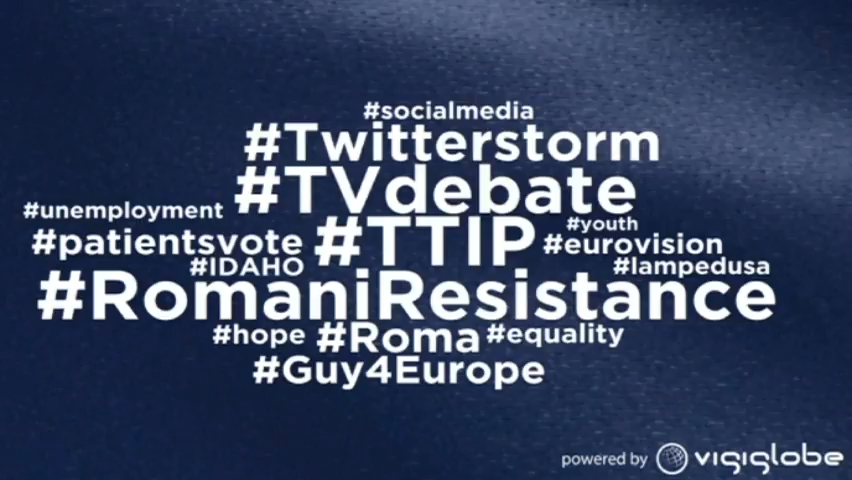 #socialmedia
#Twitterstorm
#TVdebate
#unemployment
#youth
#patientsvote #TTIP #eurovision
#IDAHO #lampedusa
#RomaniResistance
#hope #Roma #equality
#Guy4Europe
powered by vigiglobe